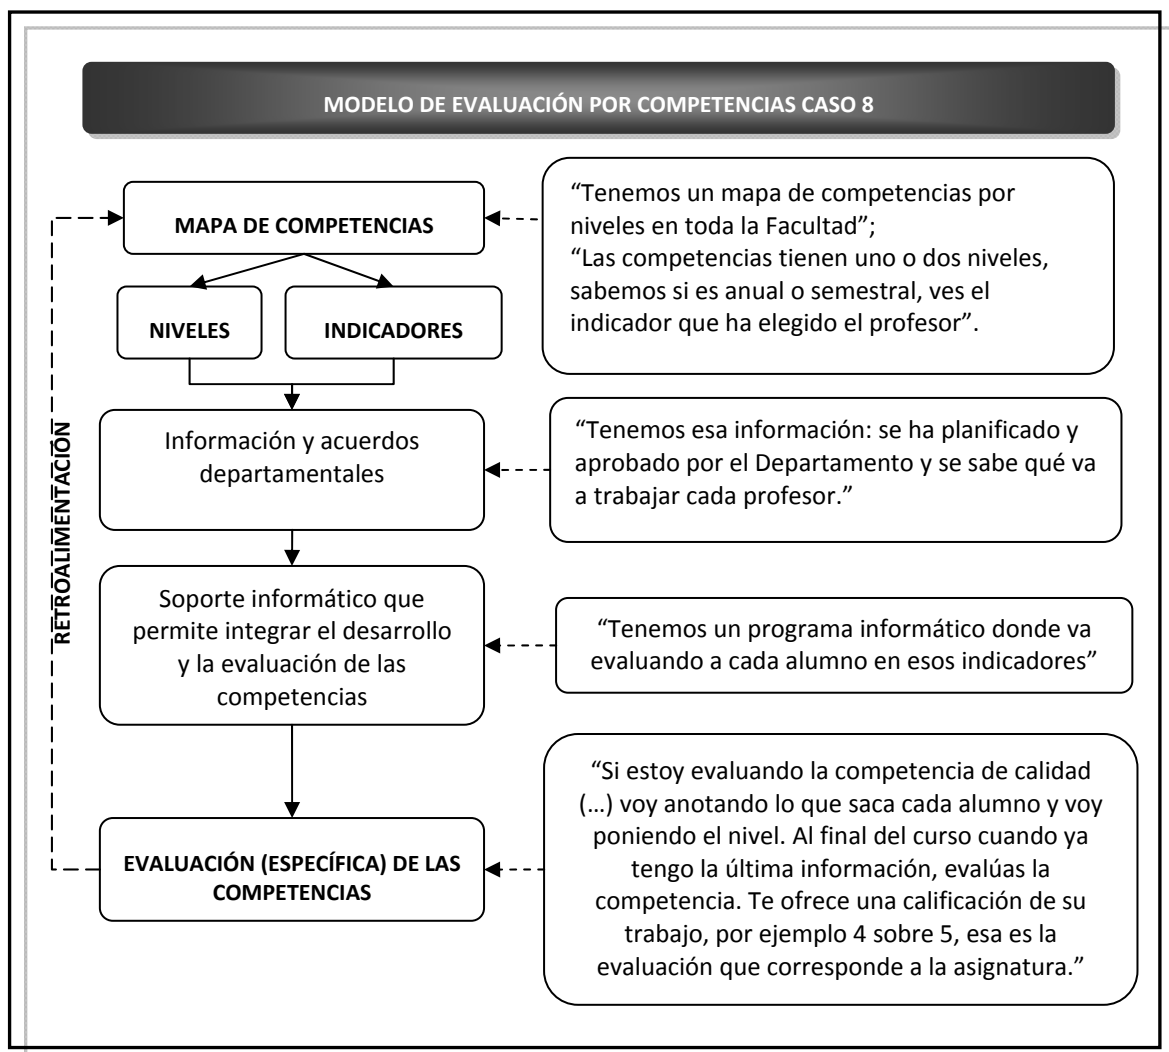 MODELO DE EVALUACIÓN POR COMPETENCIAS CASO 8
MAPA DE COMPETENCIAS
“Tenemos un mapa de competencias por
niveles en toda la Facultad”;
“Las competencias tienen uno o dos niveles,
sabemos si es anual o semestral, ves el
indicador que ha elegido el profesor”.
NIVELES
INDICADORES
RETROALIMENTACIÓN
Información y acuerdos
departamentales
“Tenemos esa información: se ha planificado y
aprobado por el Departamento y se sabe qué va
a trabajar cada profesor.”
Soporte informático que
permite integrar el desarrollo
y la evaluación de las
competencias
“Tenemos un programa informático donde va
evaluando a cada alumno en esos indicadores”
EVALUACIÓN (ESPECÍFICA) DE LAS
COMPETENCIAS
“Si estoy evaluando la competencia de calidad
(…) voy anotando lo que saca cada alumno y voy
poniendo el nivel. Al final del curso cuando ya
tengo la última información, evalúas la
competencia. Te ofrece una calificación de su
trabajo, por ejemplo 4 sobre 5, esa es la
evaluación que corresponde a la asignatura.”